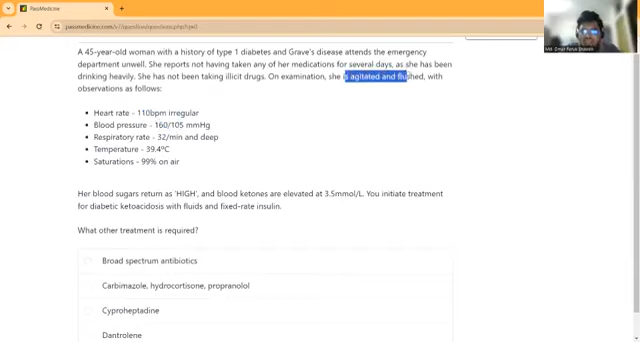 PassMedicine
passmedicine.com/v7/question/questions.php?q=0
A 45-year-old woman with a history of type 1 diabetes and Grave's disease attends the emergency
department unwell. She reports not having taken any of her medications for several days, as she has been
drinking heavily. She has not been taking illicit drugs. On examination, she is agitated and flushed, with
observations as follows:
Heart rate - 110bpm irregular
Blood pressure - 160/105 mmHg
Respiratory rate - 32/min and deep
Temperature - 39.4ºC
Saturations - 99% on air
Her blood sugars return as 'HIGH', and blood ketones are elevated at 3.5mmol/L. You initiate treatment
for diabetic ketoacidosis with fluids and fixed-rate insulin.
What other treatment is required?
Broad spectrum antibiotics
Carbimazole, hydrocortisone, propranolol
Cyproheptadine
Dantrolene